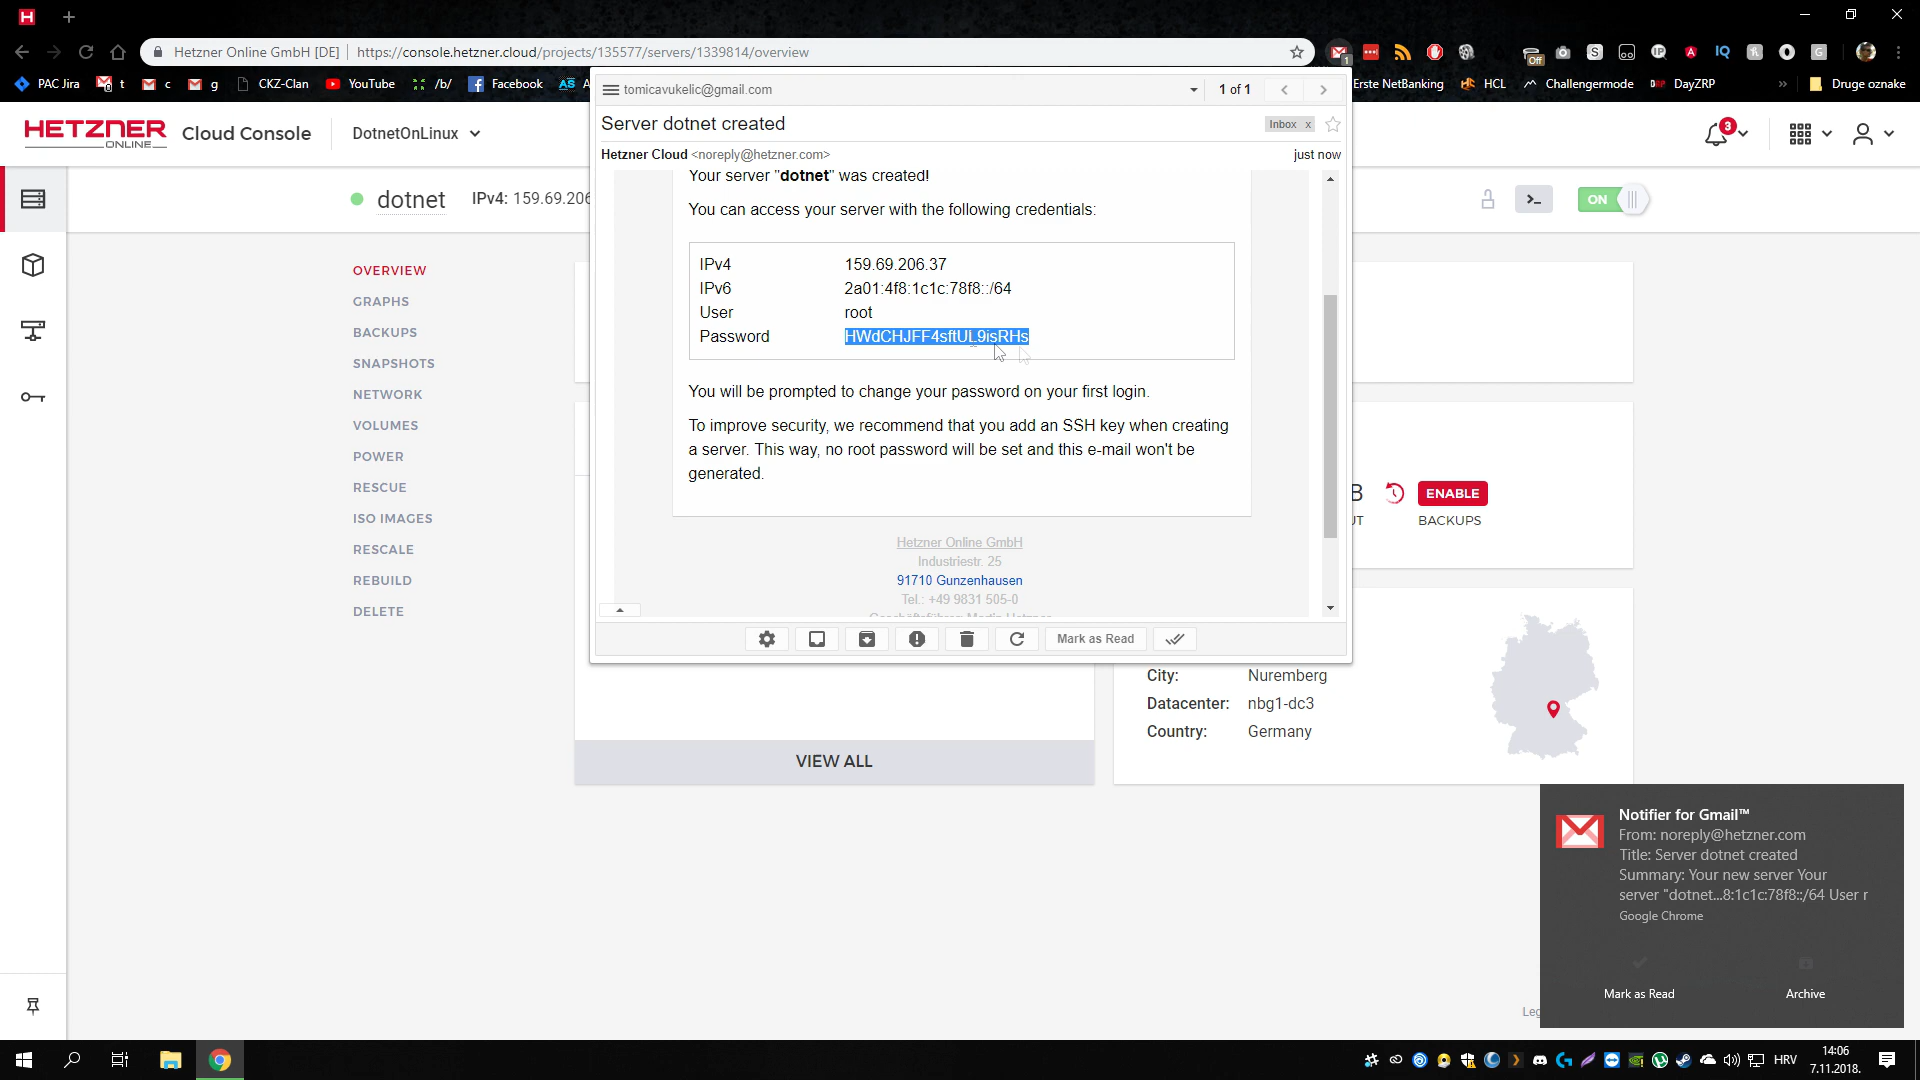 Hetzner Online GmbH [DE] | https://console.hetzner.cloud/projects/135577/servers/1339814/overview
1
Off
IQ
PAC Jira
t
c
g
CKZ-Clan
YouTube
/b/
Facebook
AS
Erste NetBanking
HCL
Challengermode
DayZRP
»
Druge oznake
tomicavukelic@gmail.com
1 of 1
Server dotnet created
Inbox x
Hetzner Cloud <noreply@hetzner.com>
just now
HETZNER
ONLINE
Cloud Console
DotnetOnLinux
3
dotnet
IPv4: 159.69.206
ON
OVERVIEW
GRAPHS
BACKUPS
SNAPSHOTS
NETWORK
VOLUMES
POWER
RESCUE
ISO IMAGES
RESCALE
REBUILD
DELETE
Your server "dotnet" was created!
You can access your server with the following credentials:
IPv4 159.69.206.37
IPv6 2a01:4f8:1c1c:78f8::/64
User root
Password HWdCHJFF4sftUL9isRHs
You will be prompted to change your password on your first login.
To improve security, we recommend that you add an SSH key when creating
a server. This way, no root password will be set and this e-mail won't be
generated.
Hetzner Online GmbH
Industriestr. 25
91710 Gunzenhausen
Tel.: +49 9831 505-0
Mark as Read
ENABLE
BACKUPS
City: Nuremberg
Datacenter: nbg1-dc3
Country: Germany
VIEW ALL
Notifier for Gmail™
From: noreply@hetzner.com
Title: Server dotnet created
Summary: Your new server Your
server "dotnet...8:1c1c:78f8::/64 User r
Google Chrome
Mark as Read
Archive
Leg
HRV
14:06
7.11.2018.